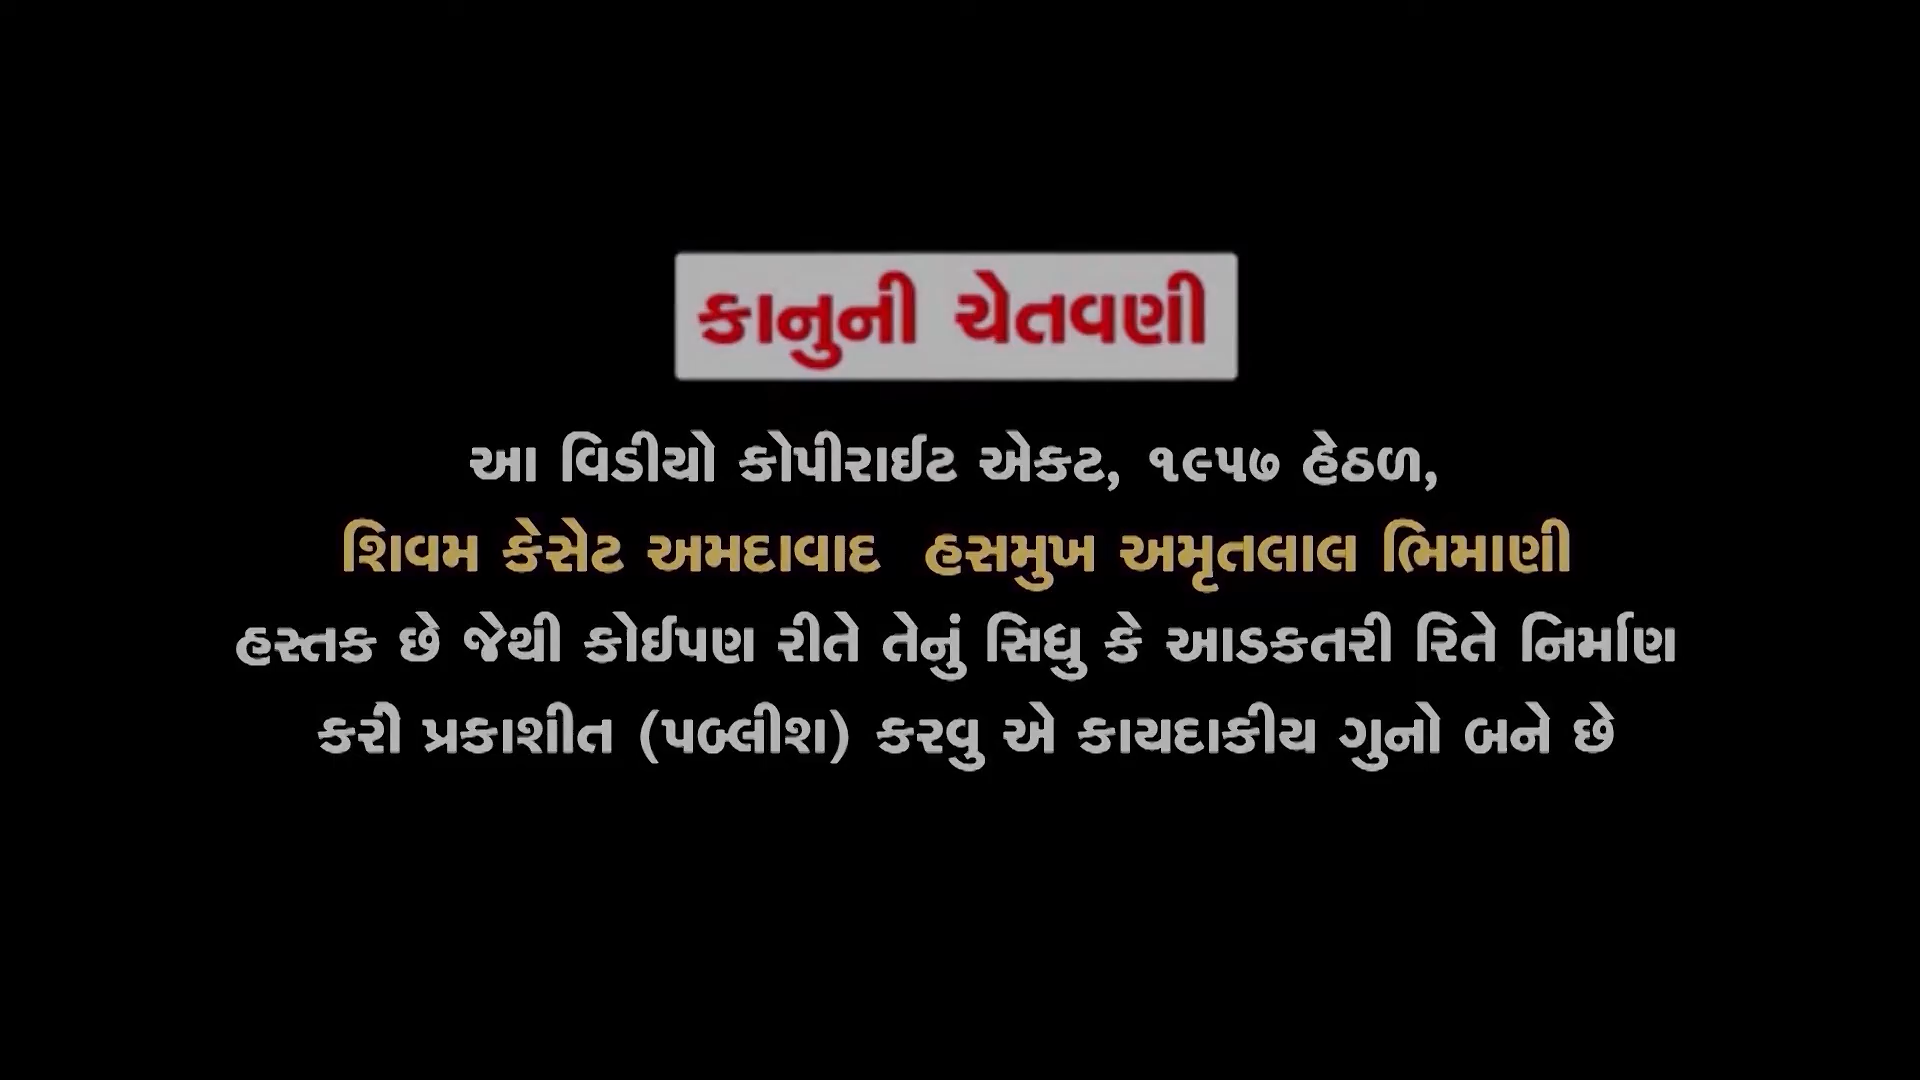 કાનુની ચેતવણી
આ વિડીયો કોપીરાઈટ એકટ, ૧૯૫૭ હેઠળ,
શિવમ કેસેટ અમદાવાદ હસમુખ અમૃતલાલ ભિમાણી
હસ્તક છે જેથી કોઈપણ રીતે તેનું સિધુ કે આડકતરી રિતે નિર્માણ
કરી પ્રકાશીત (પબ્લીશ) કરવુ એ કાયદાકીય ગુનો બને છે